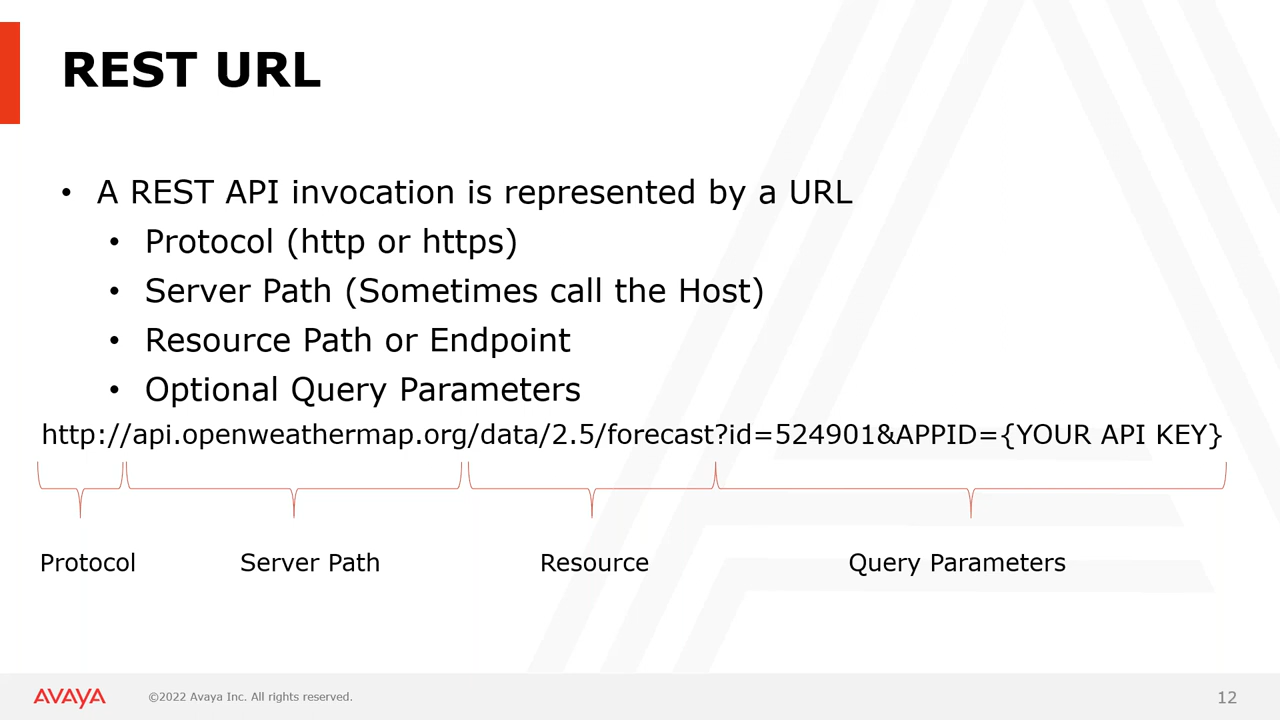 REST URL
• A REST API invocation is represented by a URL
• Protocol (http or https)
• Server Path (Sometimes call the Host)
• Resource Path or Endpoint
• Optional Query Parameters
http://api.openweathermap.org/data/2.5/forecast?id=524901&APPID={YOUR API KEY}
Protocol Server Path Resource Query Parameters
AVAYA ©2022 Avaya Inc. All rights reserved. 12